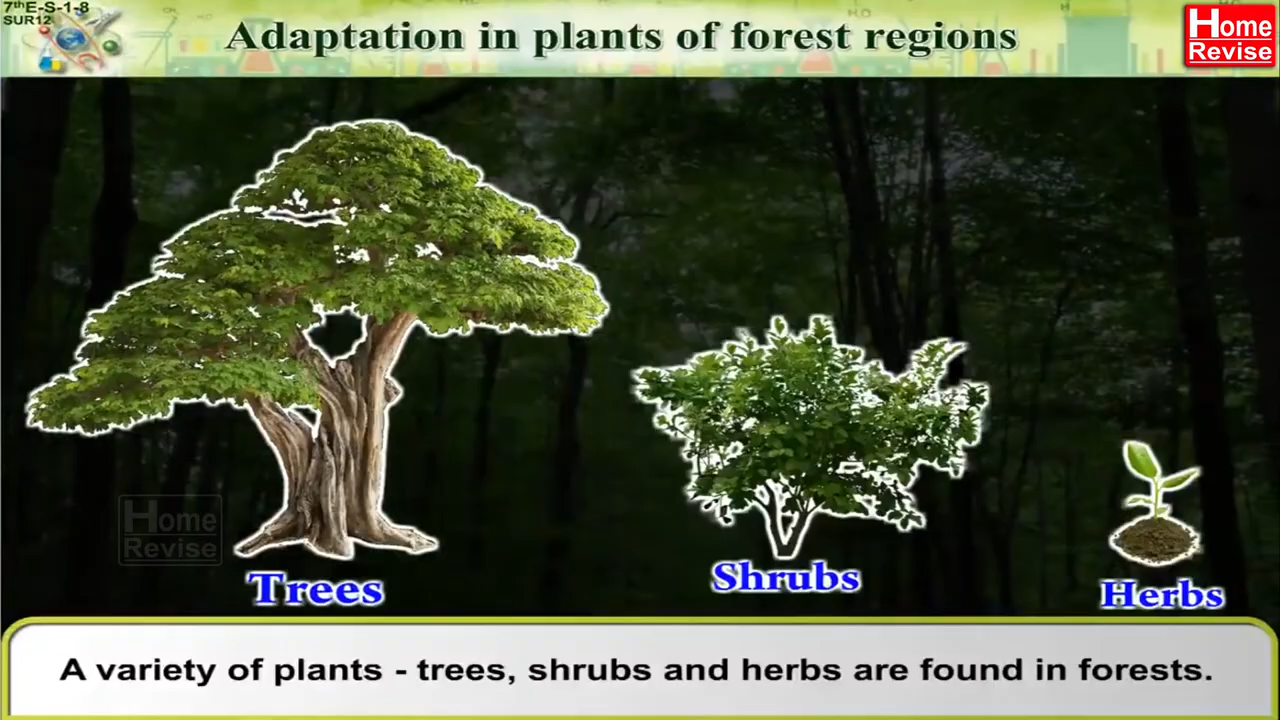 7thE-S-1-8
SUR12
Adaptation in plants of forest regions
Home
Revise
Home
Revise
Trees
Shrubs
Herbs
A variety of plants - trees, shrubs and herbs are found in forests.